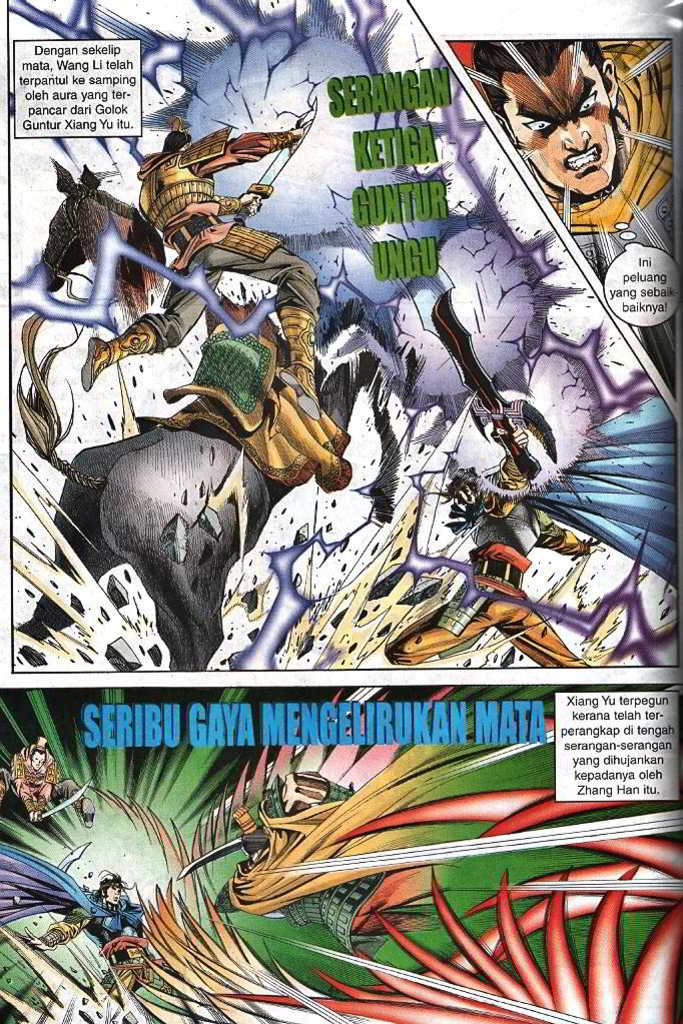 Dengan sekelip
mata, Wang Li telah
terpantul ke samping
oleh aura yang ter-
pancar dari Golok
Guntur Xiang Yu itu.
SERANGAN
KETIGA
GUNTUR
UNGU
Ini
peluang
yang sebaik-
baiknya!
SERIBU GAYA MENGELIRUKAN MATA
Xiang Yu terpegun
kerana telah ter-
perangkap di tengah
serangan-serangan
yang dihujankan
kepadanya oleh
Zhang Han itu.